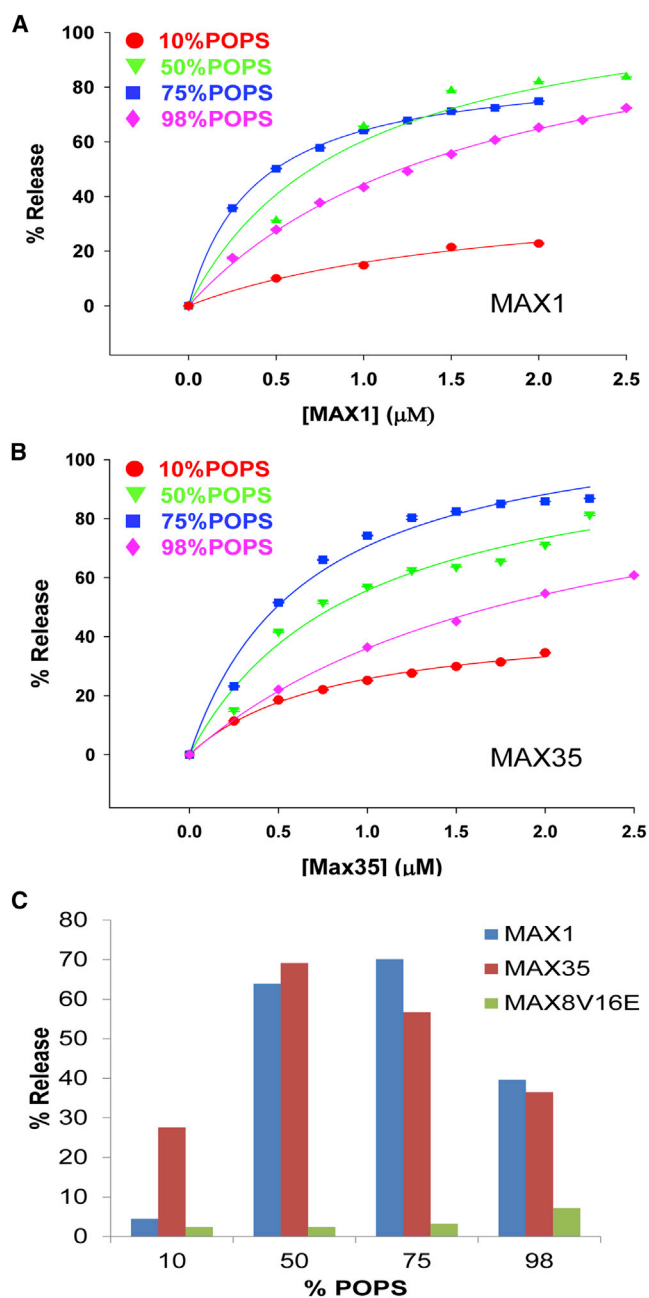 A
100
80
60
40
20
0
% Release
10%POPS
50%POPS
75%POPS
98%POPS
MAX1
0.0 0.5 1.0 1.5 2.0 2.5
[MAX1] (μM)
B
100
80
60
40
20
0
% Release
10%POPS
50%POPS
75%POPS
98%POPS
MAX35
0.0 0.5 1.0 1.5 2.0 2.5
[Max35] (μM)
C
80
70
60
50
40
30
20
10
0
% Release
MAX1
MAX35
MAX8V16E
10 50 75 98
% POPS